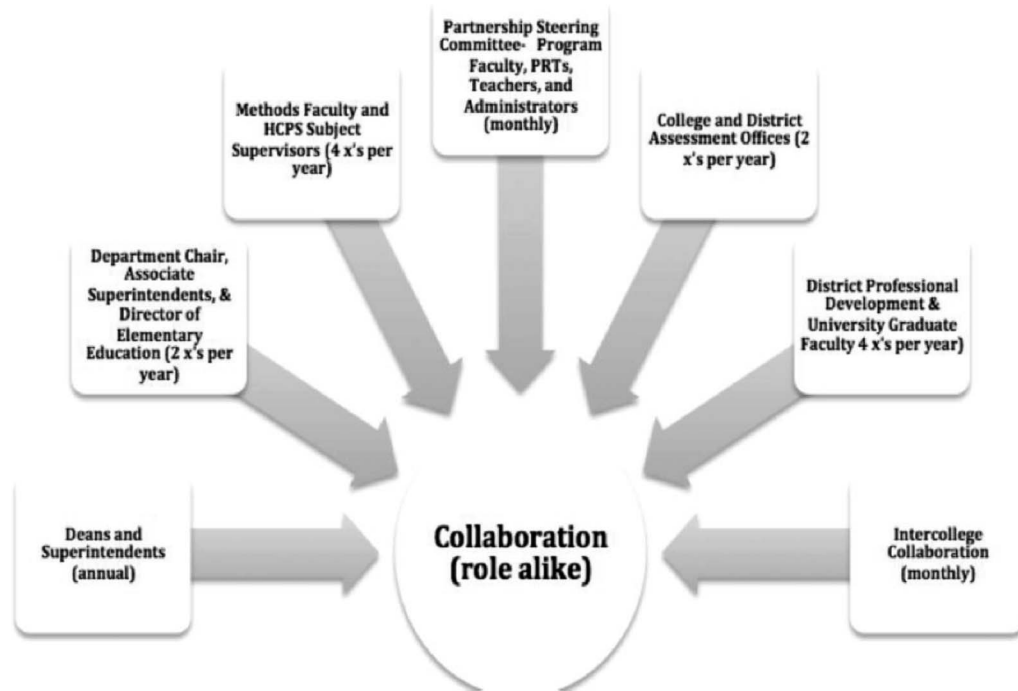 Partnership Steering
Committee- Program
Faculty, PRTs,
Teachers, and
Administrators
(monthly)
Methods Faculty and
HCPS Subject
Supervisors (4 x's per
year)
College and District
Assessment Offices (2
x's per year)
Department Chair,
Associate
Superintendents, &
Director of
Elementary
Education (2 x's per
year)
District Professional
Development &
University Graduate
Faculty 4 x's per year)
Deans and
Superintendents
(annual)
Collaboration
(role alike)
Intercollege
Collaboration
(monthly)